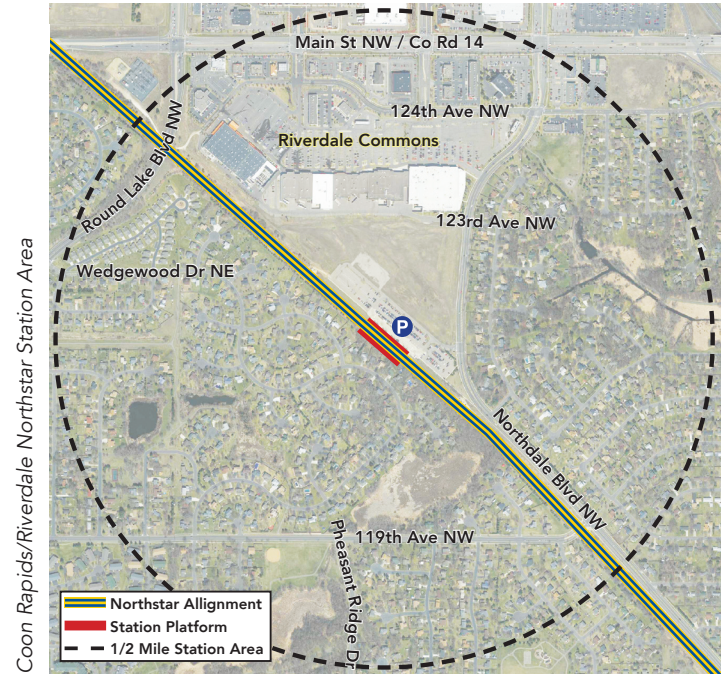 Main St NW / Co Rd 14
124th Ave NW
Riverdale Commons
Round Lake Blvd NW
123rd Ave NW
Wedgewood Dr NE
P
Northdale Blvd NW
119th Ave NW
Pheasant Ridge Dr
Northstar Allignment
Station Platform
1/2 Mile Station Area
Coon Rapids/Riverdale Northstar Station Area